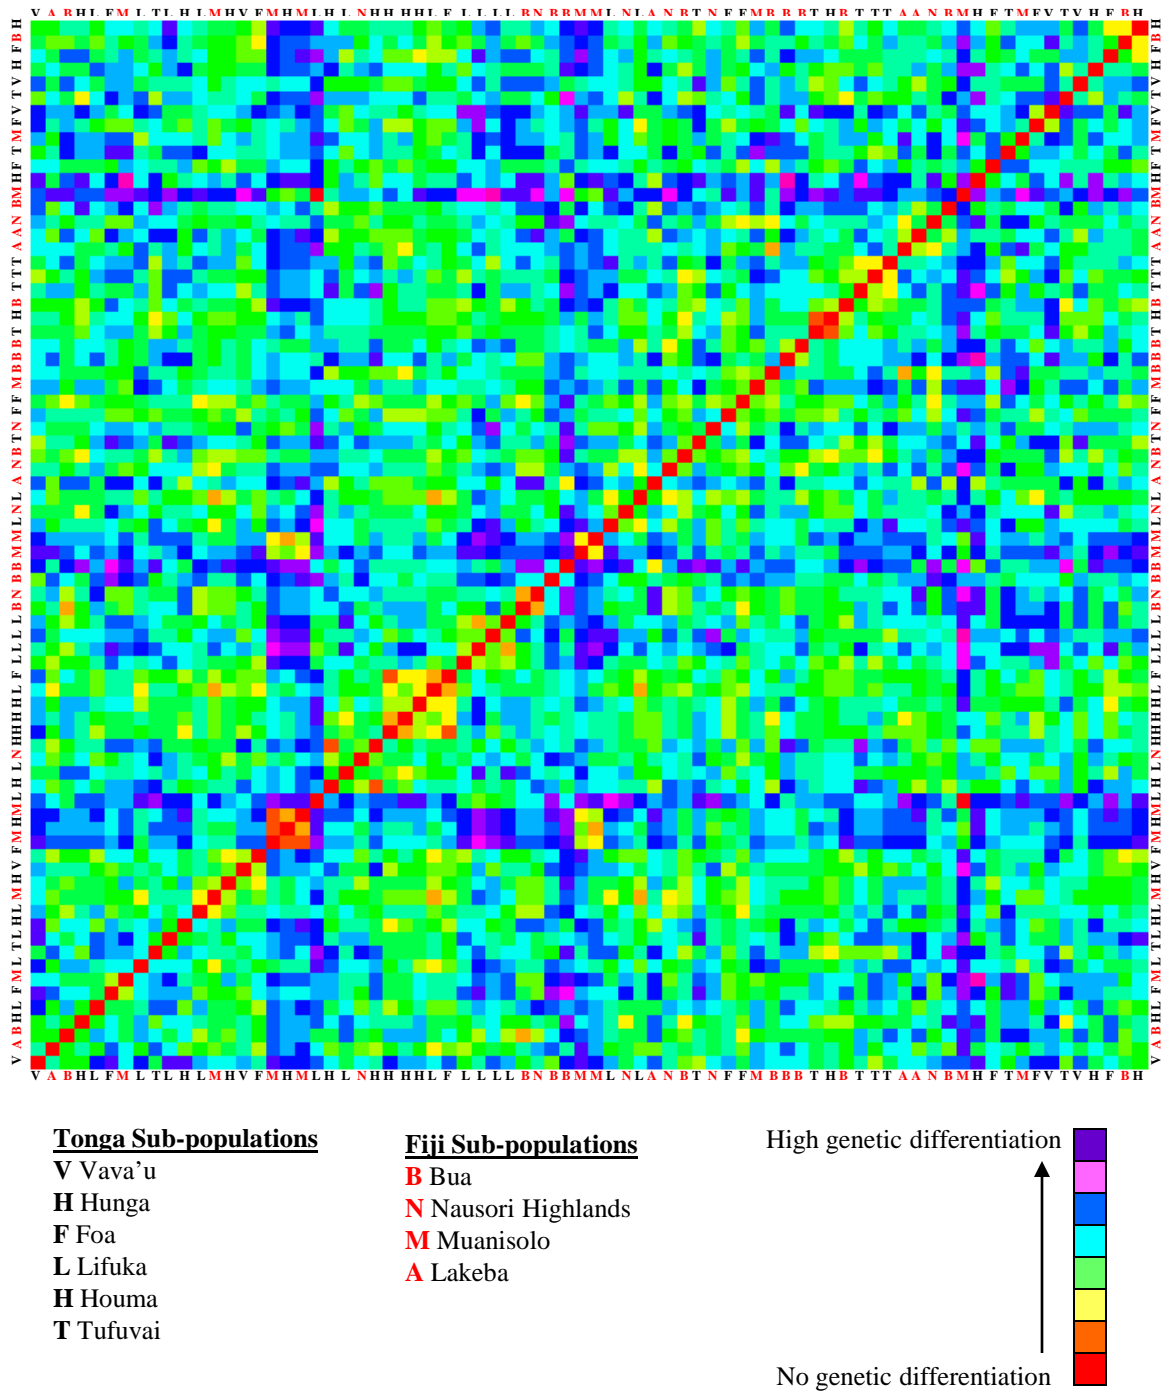 V A B H L F M L T L H L M H V F M H M L H L N H H H H L F L L L L B N B B M M L N L A N B T N F F M B B B T H B T T T A A N B M H F T M F V T V H F B H
V A B H L F M L T L H L M H V F M H M L H L N H H H H L F L L L L B N B B M M L N L A N B T N F F M B B B T H B T T T A A N B M H F T M F V T V H F B H
V A B H L F M L T L H L M H V F M H M L H L N H H H H L F L L L L B N B B M M L N L A N B T N F F M B B B T H B T T T A A N B M H F T M F V T V H F B H
V A B H L F M L T L H L M H V F M H M L H L N H H H H L F L L L L B N B B M M L N L A N B T N F F M B B B T H B T T T A A N B M H F T M F V T V H F B H
Tonga Sub-populations
V Vava'u
H Hunga
F Foa
L Lifuka
H Houma
T Tufuvai
Fiji Sub-populations
B Bua
N Nausori Highlands
M Muanisolo
A Lakeba
High genetic differentiation
No genetic differentiation